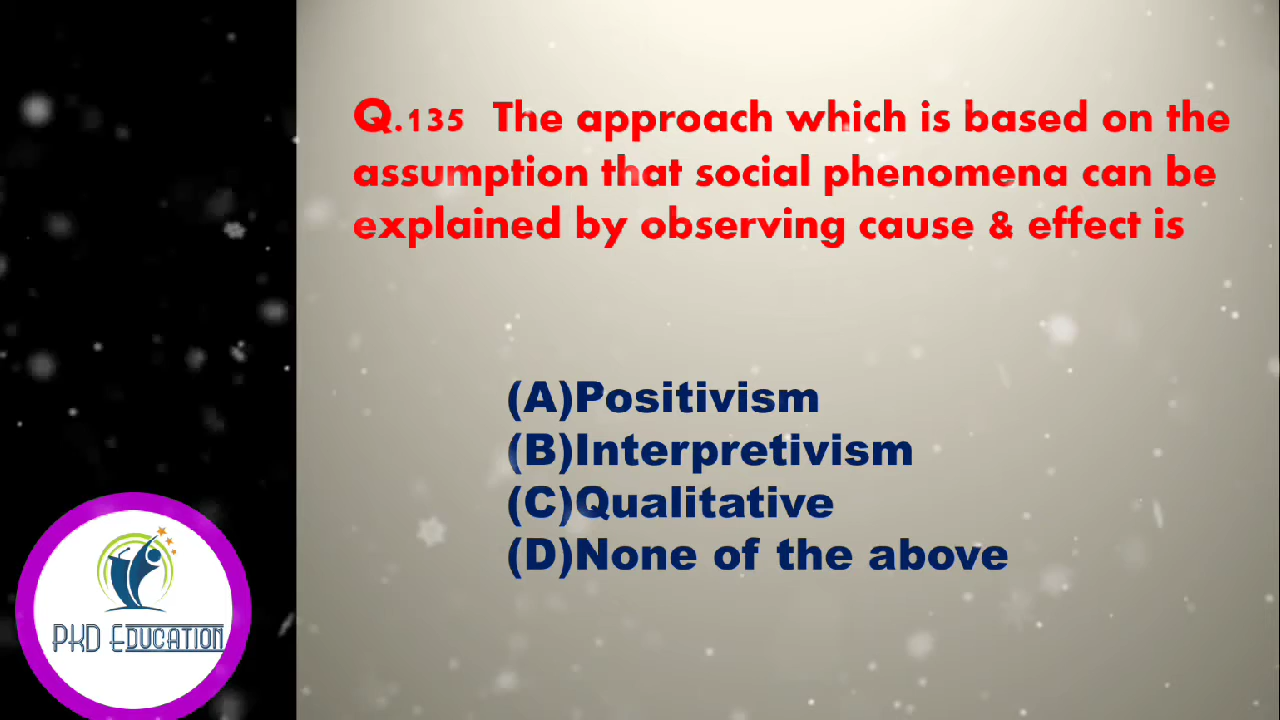 Q.135 The approach which is based on the
assumption that social phenomena can be
explained by observing cause & effect is
(A)Positivism
(B)Interpretivism
(C)Qualitative
(D)None of the above
PKD EDUCATION